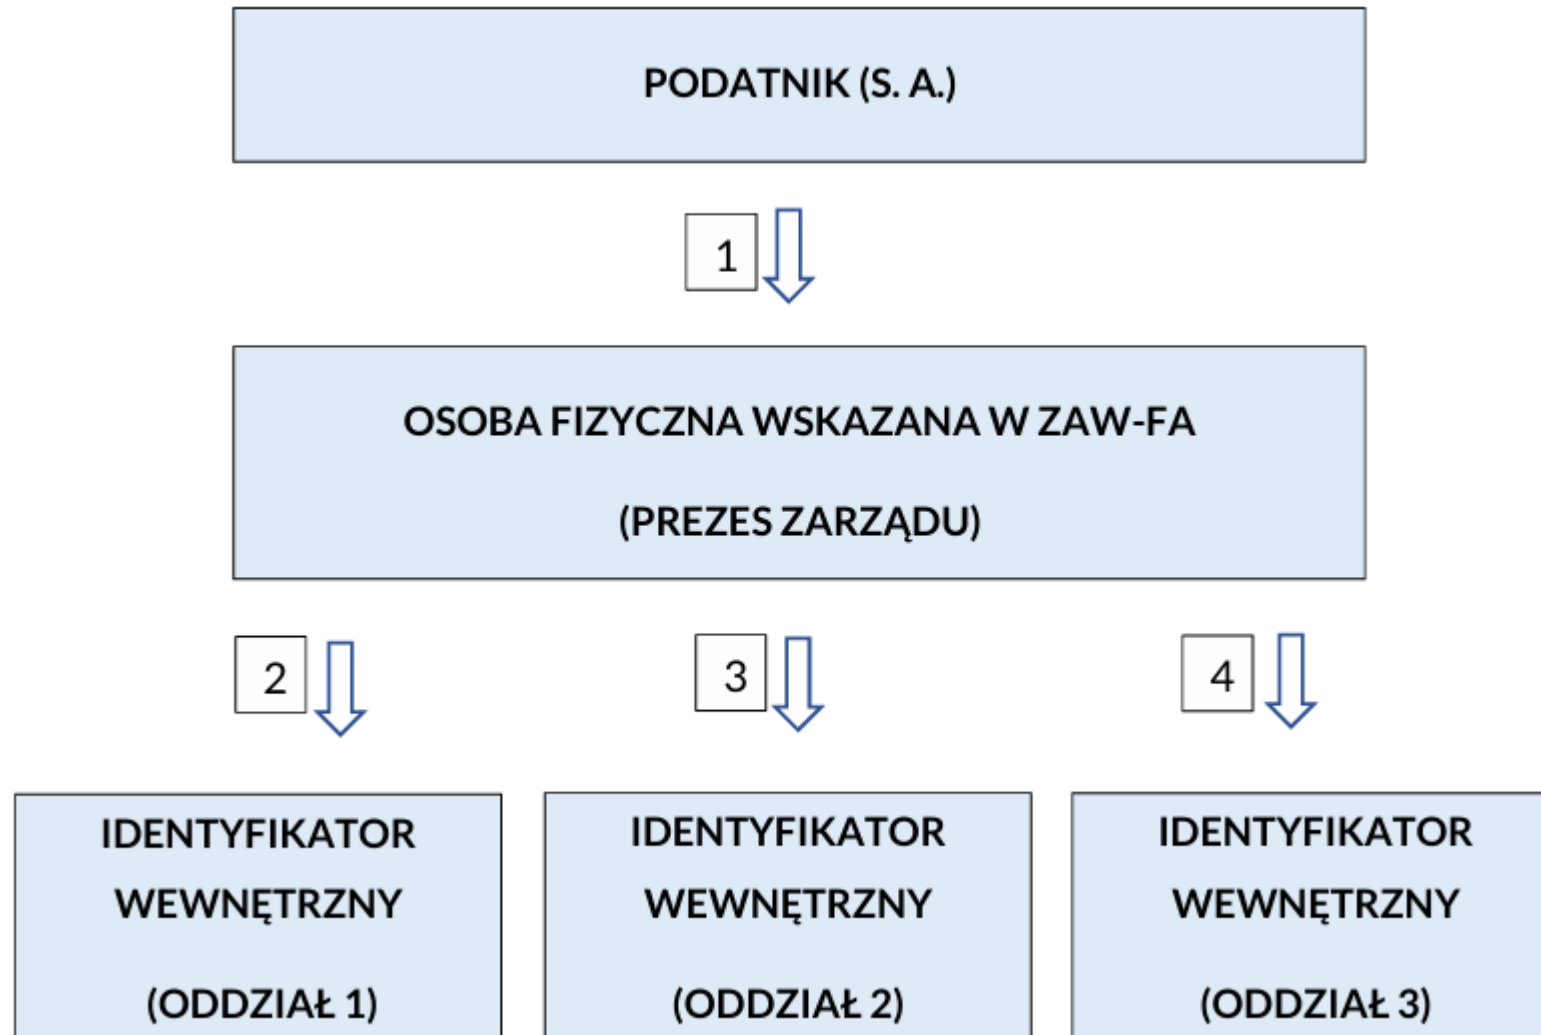 PODATNIK (S. A.)
1
OSOBA FIZYCZNA WSKAZANA W ZAW-FA
(PREZES ZARZĄDU)
2
3
4
IDENTYFIKATOR
WEWNĘTRZNY
(ODDZIAŁ 1)
IDENTYFIKATOR
WEWNĘTRZNY
(ODDZIAŁ 2)
IDENTYFIKATOR
WEWNĘTRZNY
(ODDZIAŁ 3)